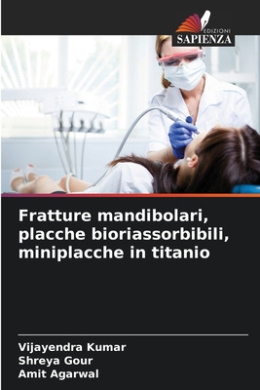 EDIZIONI
SAPIENZA
Fratture mandibolari,
placche bioriassorbibili,
miniplacche in titanio
Vijayendra Kumar
Shreya Gour
Amit Agarwal